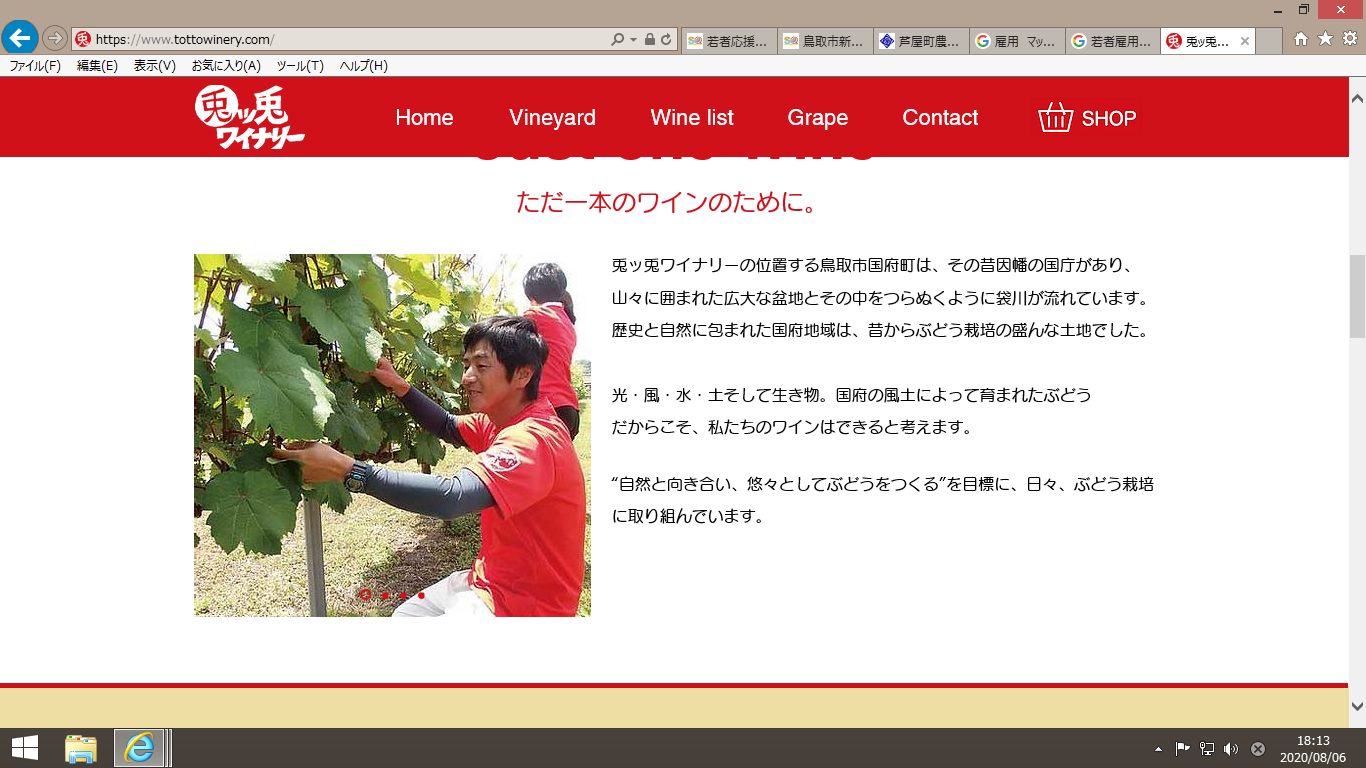 https://www.tottowinery.com/
若者応援...
鳥取市新...
芦屋町農...
雇用 マッ...
若者雇用...
兎ッ兎...
ファイル(F) 編集(E) 表示(V) お気に入り(A) ツール(T) ヘルプ(H)
兎ッ兎
ワイナリー
Home Vineyard Wine list Grape Contact SHOP
ただ一本のワインのために。
兎ッ兎ワイナリーの位置する鳥取市国府町は、その昔因幡の国庁があり、
山々に囲まれた広大な盆地とその中をつらぬくように袋川が流れています。
歴史と自然に包まれた国府地域は、昔からぶどう栽培の盛んな土地でした。
光・風・水・土そして生き物。国府の風土によって育まれたぶどう
だからこそ、私たちのワインはできると考えます。
“自然と向き合い、悠々としてぶどうをつくる”を目標に、日々、ぶどう栽培
に取り組んでいます。
18:13
2020/08/06